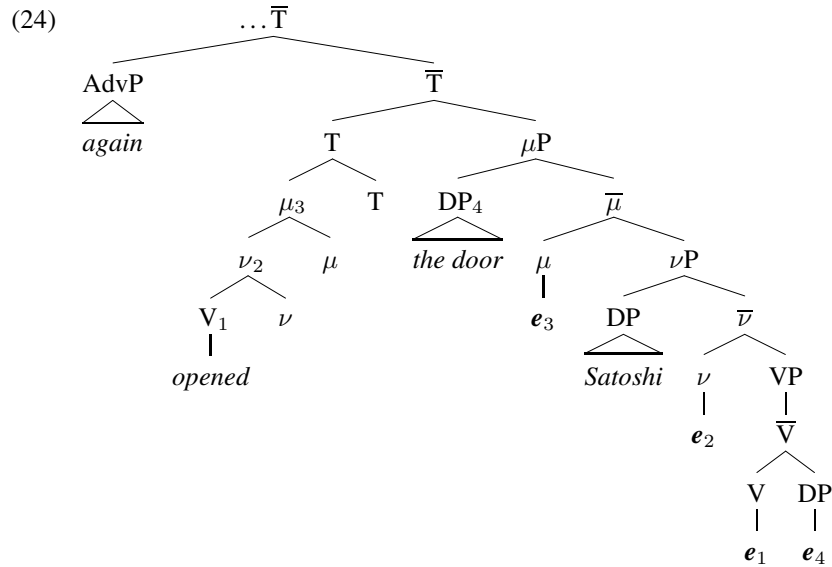 (24) … T̅
AdvP T̅
again T μP
μ₃ T DP₄ μ̅
ν₂ μ the door μ νP
V₁ ν e₃ DP ν̅
opened Satoshi ν VP
e₂ V̅
V DP
e₁ e₄